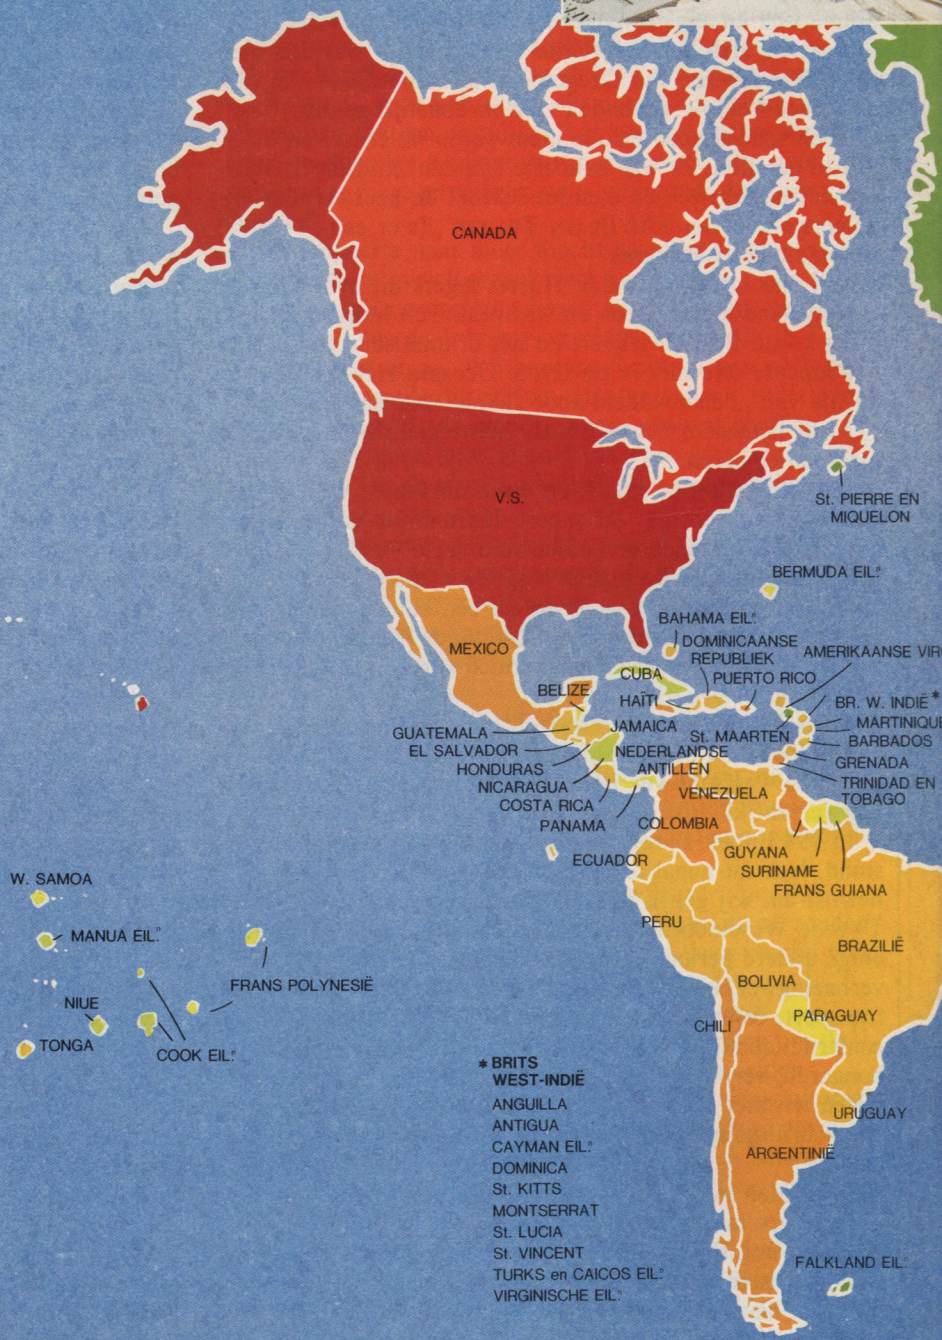 CANADA
V.S.
St. PIERRE EN
MIQUELON
BERMUDA EIL.ⁿ
BAHAMA EIL.ⁿ
MEXICO
DOMINICAANSE
REPUBLIEK
AMERIKAANSE VIR
CUBA
PUERTO RICO
BELIZE
HAÏTI
BR. W. INDIË *
GUATEMALA
JAMAICA
St. MAARTEN
MARTINIQUE
EL SALVADOR
NEDERLANDSE
ANTILLEN
BARBADOS
HONDURAS
GRENADA
NICARAGUA
VENEZUELA
TRINIDAD EN
TOBAGO
COSTA RICA
PANAMA
COLOMBIA
ECUADOR
GUYANA
SURINAME
FRANS GUIANA
W. SAMOA
PERU
MANUA EIL.ⁿ
BRAZILIË
FRANS POLYNESIË
BOLIVIA
NIUE
PARAGUAY
CHILI
TONGA
COOK EIL.ⁿ
* BRITS
WEST-INDIË
ANGUILLA
ANTIGUA
CAYMAN EIL.ⁿ
DOMINICA
St. KITTS
MONTSERRAT
St. LUCIA
St. VINCENT
TURKS en CAICOS EIL.ⁿ
VIRGINISCHE EIL.ⁿ
URUGUAY
ARGENTINIË
FALKLAND EIL.ⁿ